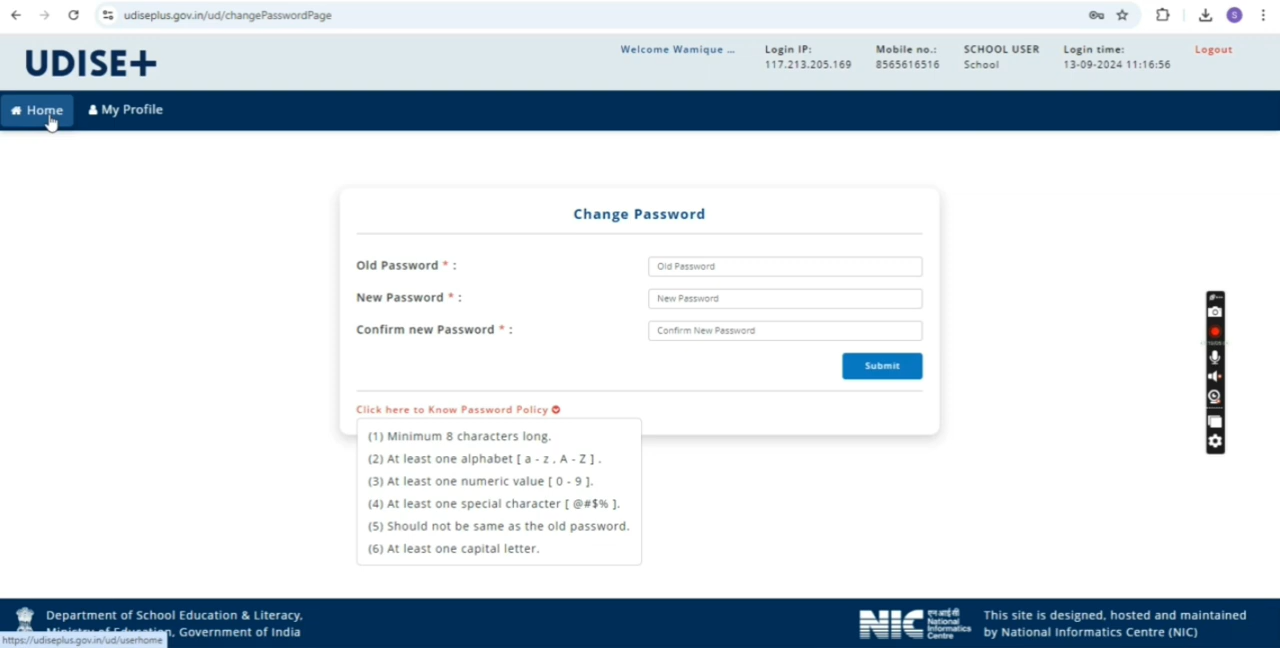 udiseplus.gov.in/ud/changePasswordPage
S
UDISE+
Welcome Wamique ...
Login IP:
117.213.205.169
Mobile no.:
8565616516
SCHOOL USER
School
Login time:
13-09-2024 11:16:56
Logout
Home
My Profile
Change Password
Old Password * :
Old Password
New Password * :
New Password
Confirm new Password * :
Confirm New Password
Submit
Click here to Know Password Policy
(1) Minimum 8 characters long.
(2) At least one alphabet [ a - z , A - Z ] .
(3) At least one numeric value [ 0 - 9 ].
(4) At least one special character [ @#$% ].
(5) Should not be same as the old password.
(6) At least one capital letter.
Department of School Education & Literacy,
Ministry of Education, Government of India
https://udiseplus.gov.in/ud/userhome
NIC
एन आई सी
National
Informatics
Centre
This site is designed, hosted and maintained
by National Informatics Centre (NIC)